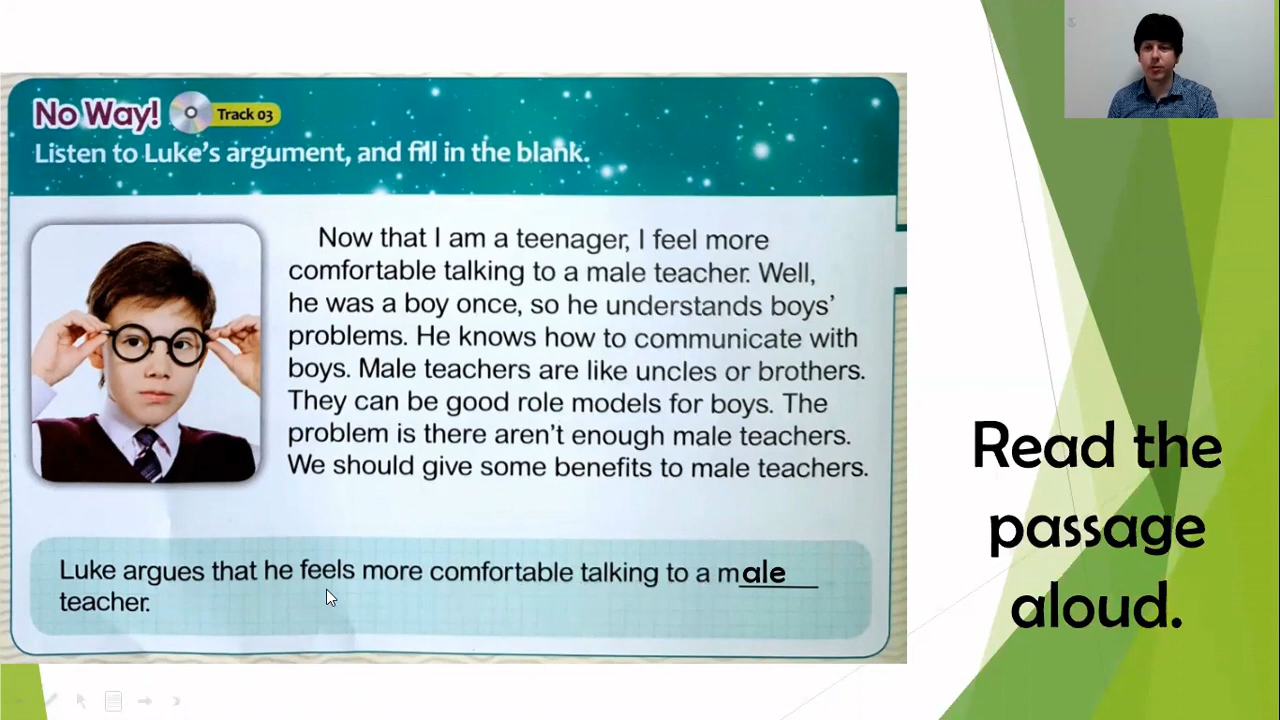 No Way!
Track 03
Listen to Luke's argument, and fill in the blank.
Now that I am a teenager, I feel more
comfortable talking to a male teacher. Well,
he was a boy once, so he understands boys'
problems. He knows how to communicate with
boys. Male teachers are like uncles or brothers.
They can be good role models for boys. The
problem is there aren't enough male teachers.
We should give some benefits to male teachers.
Luke argues that he feels more comfortable talking to a male
teacher.
Read the
passage
aloud.